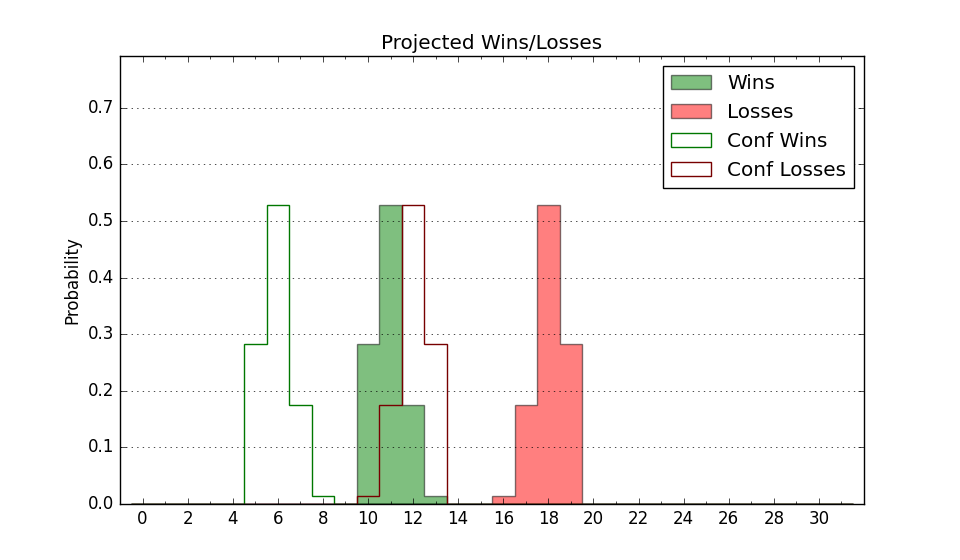 Projected Wins/Losses
Wins
Losses
Conf Wins
Conf Losses
Probability
0.7
0.6
0.5
0.4
0.3
0.2
0.1
0.0
0 2 4 6 8 10 12 14 16 18 20 22 24 26 28 30